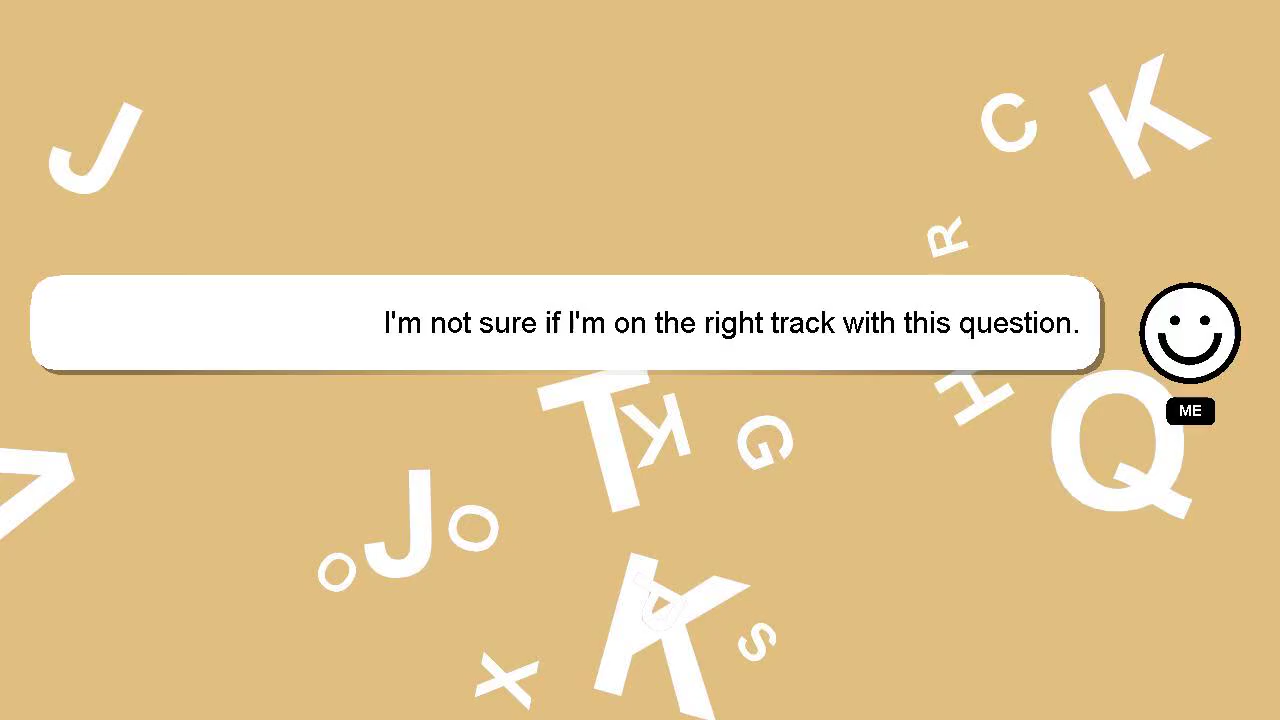 J
C
K
R
I'm not sure if I'm on the right track with this question.
ME
H
Q
T
K
G
J
O
O
K
S
X